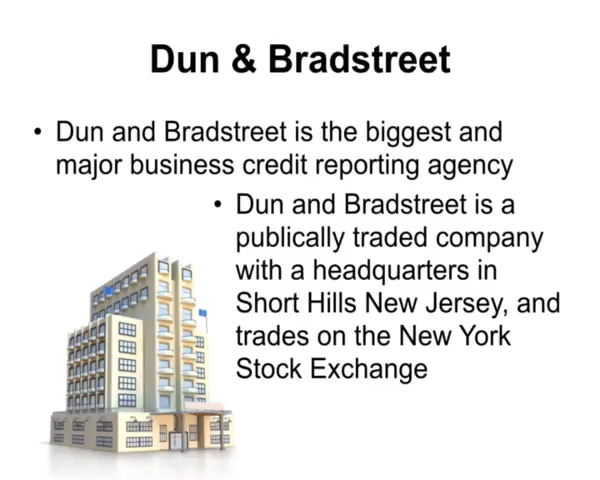 Dun & Bradstreet
• Dun and Bradstreet is the biggest and
major business credit reporting agency
• Dun and Bradstreet is a
publically traded company
with a headquarters in
Short Hills New Jersey, and
trades on the New York
Stock Exchange